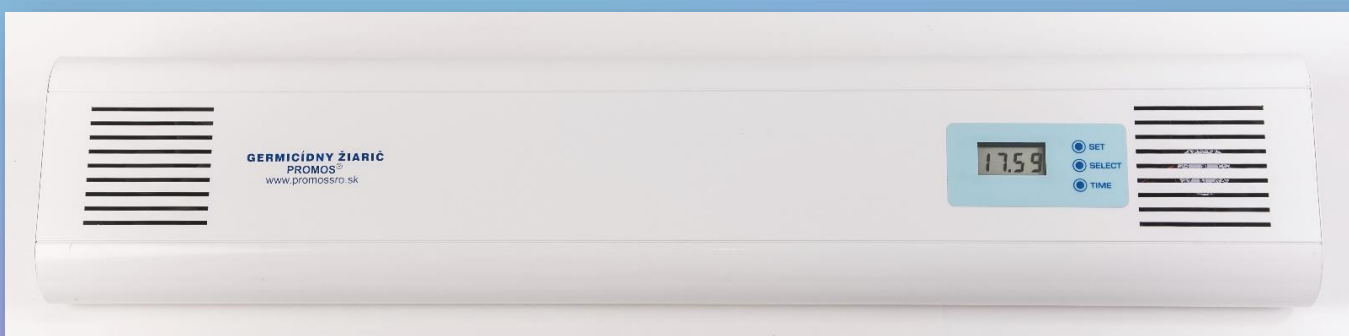 GERMICÍDNY ŽIARIČ
PROMOS®
www.promossro.sk
17.59
SET
SELECT
TIME